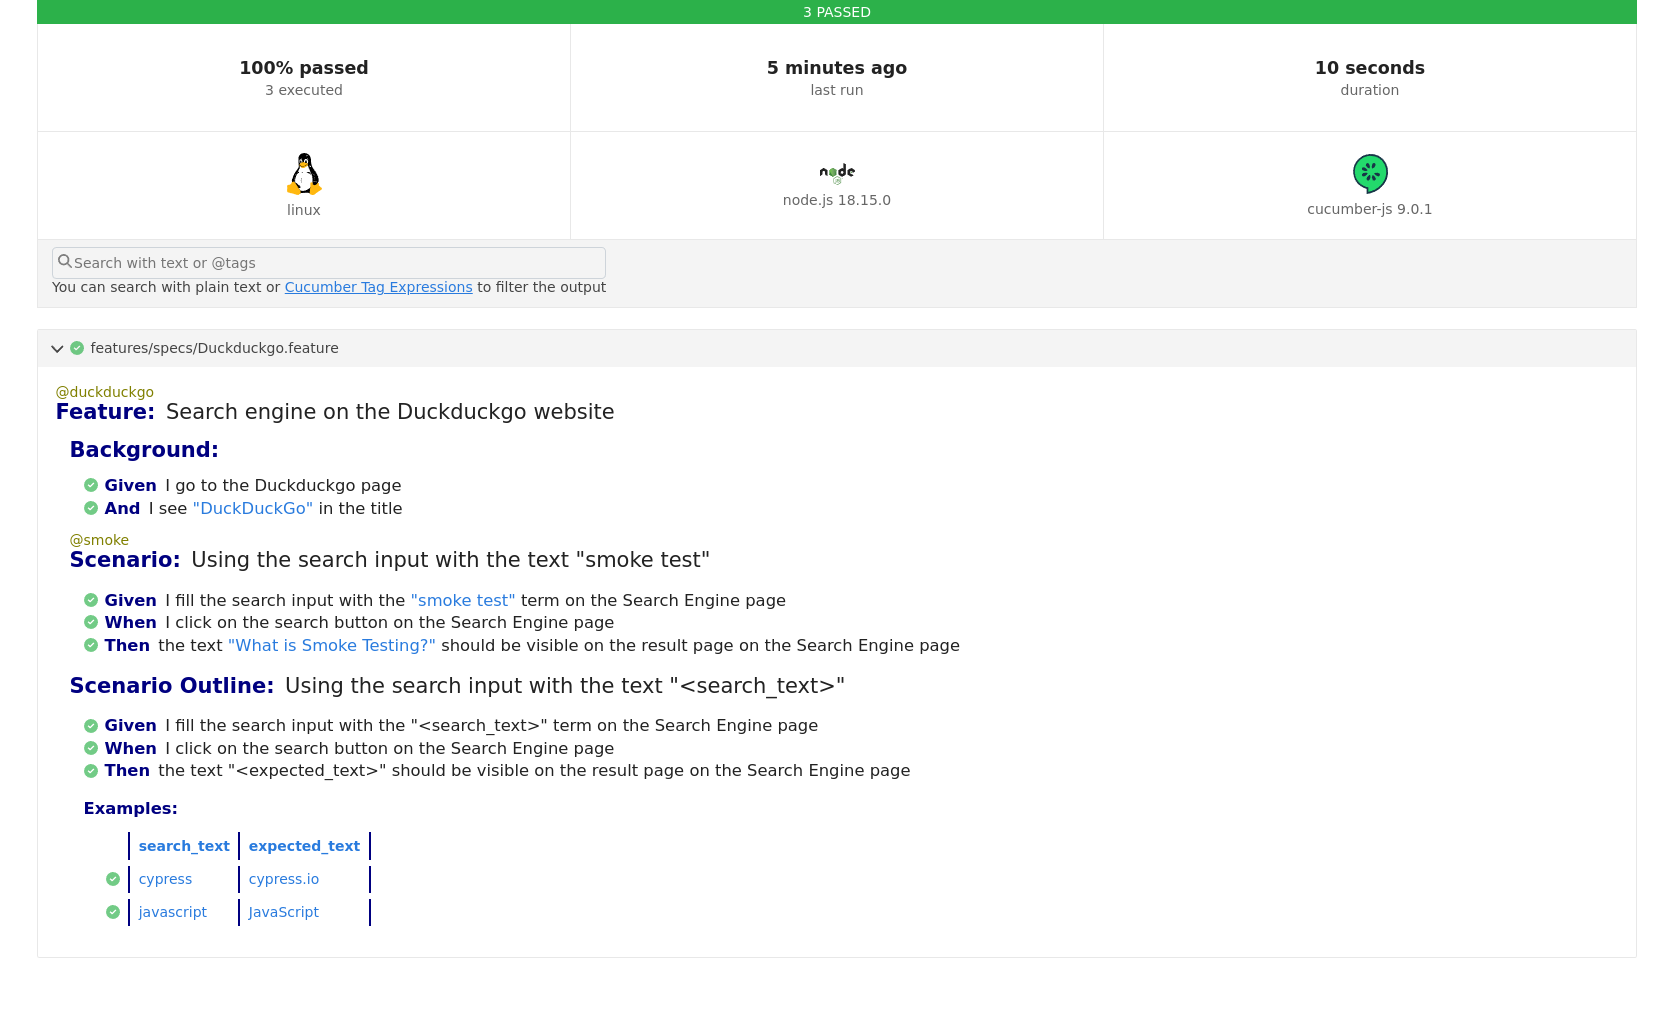 3 PASSED
100% passed
3 executed
5 minutes ago
last run
10 seconds
duration
linux
node
node.js 18.15.0
cucumber-js 9.0.1
Search with text or @tags
You can search with plain text or Cucumber Tag Expressions to filter the output
features/specs/Duckduckgo.feature
@duckduckgo
Feature: Search engine on the Duckduckgo website
Background:
Given I go to the Duckduckgo page
And I see "DuckDuckGo" in the title
@smoke
Scenario: Using the search input with the text "smoke test"
Given I fill the search input with the "smoke test" term on the Search Engine page
When I click on the search button on the Search Engine page
Then the text "What is Smoke Testing?" should be visible on the result page on the Search Engine page
Scenario Outline: Using the search input with the text "<search_text>"
Given I fill the search input with the "<search_text>" term on the Search Engine page
When I click on the search button on the Search Engine page
Then the text "<expected_text>" should be visible on the result page on the Search Engine page
Examples:
search_text expected_text
cypress cypress.io
javascript JavaScript